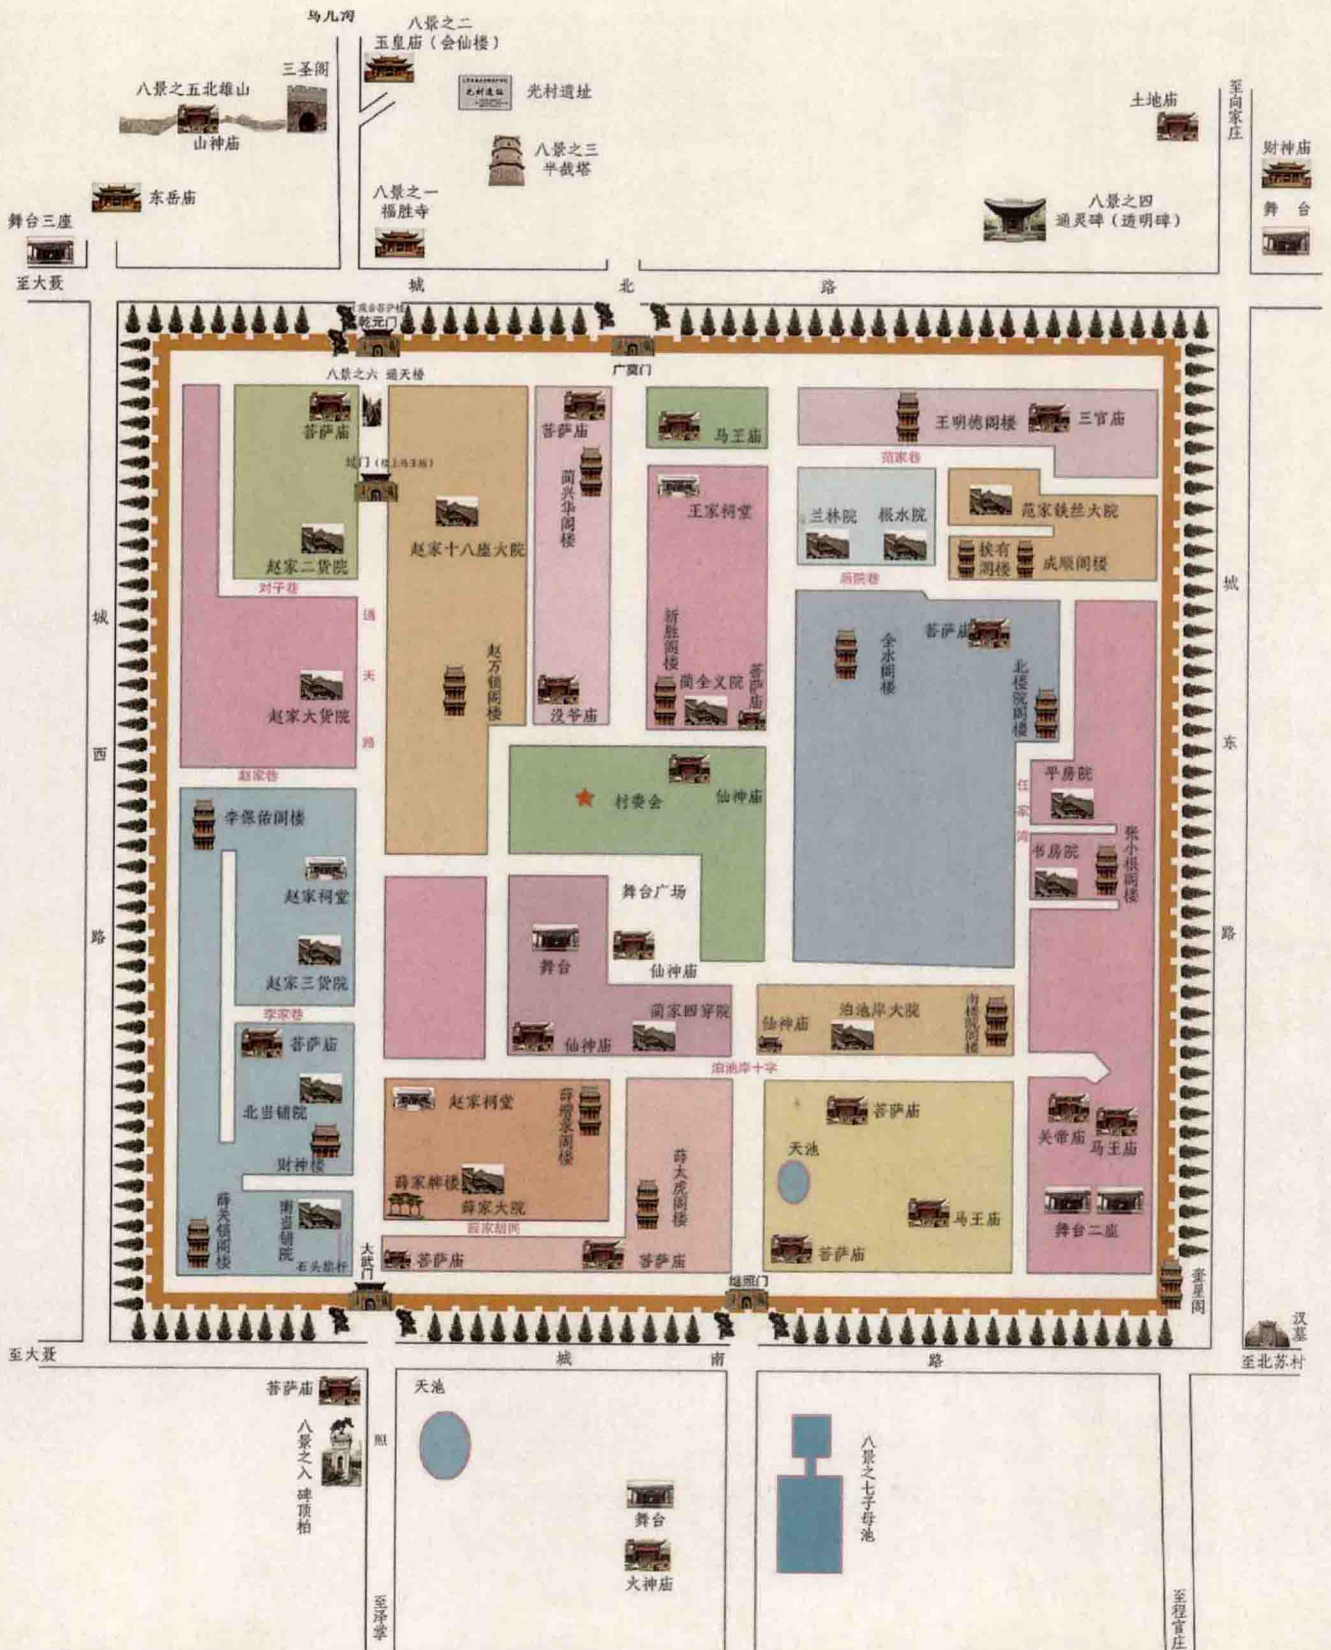 八景之二
玉皇庙（会仙楼）
三圣阁
光村遗址
八景之五北雄山
山神庙
八景之三
半截塔
至向家庄
土地庙
财神庙
舞台
东岳庙
八景之一
福胜寺
八景之四
通灵碑（透明碑）
舞台三座
至大聂
城北路
乾元门
广莫门
八景之六 通天桥
菩萨庙
菩萨庙
马王庙
王明德阁楼
三官庙
范家巷
蔺兴华阁楼
王家祠堂
兰林院
根水院
范家铁丝大院
赵家十八座大院
赵家二货院
挨有
阁楼
成顺阁楼
后院巷
对子巷
通天路
城西路
城东路
新胜阁楼
全水阁楼
菩萨庙
北楼院阁楼
赵万锁阁楼
蔺全义院
菩萨庙
赵家大货院
没爷庙
赵家巷
平房院
任家湾
村委会
仙神庙
李保佑阁楼
书房院
张小根阁楼
赵家祠堂
舞台广场
舞台
仙神庙
赵家三货院
李家巷
蔺家四穿院
仙神庙
仙神庙
泊池岸大院
南楼院阁楼
菩萨庙
泊池岸十字
北当铺院
赵家祠堂
菩萨庙
关帝庙
马王庙
财神楼
天池
薛家牌楼
薛家大院
薛太虎阁楼
薛天锁阁楼
南当铺院
马王庙
舞台二座
薛家胡同
石头旗杆
大武门
菩萨庙
菩萨庙
菩萨庙
继照门
奎星阁
汉墓
至大聂
城南路
至北苏村
菩萨庙
天池
八景之八 碑顶柏
照
八景之七子母池
舞台
火神庙
至泽掌
至程官庄